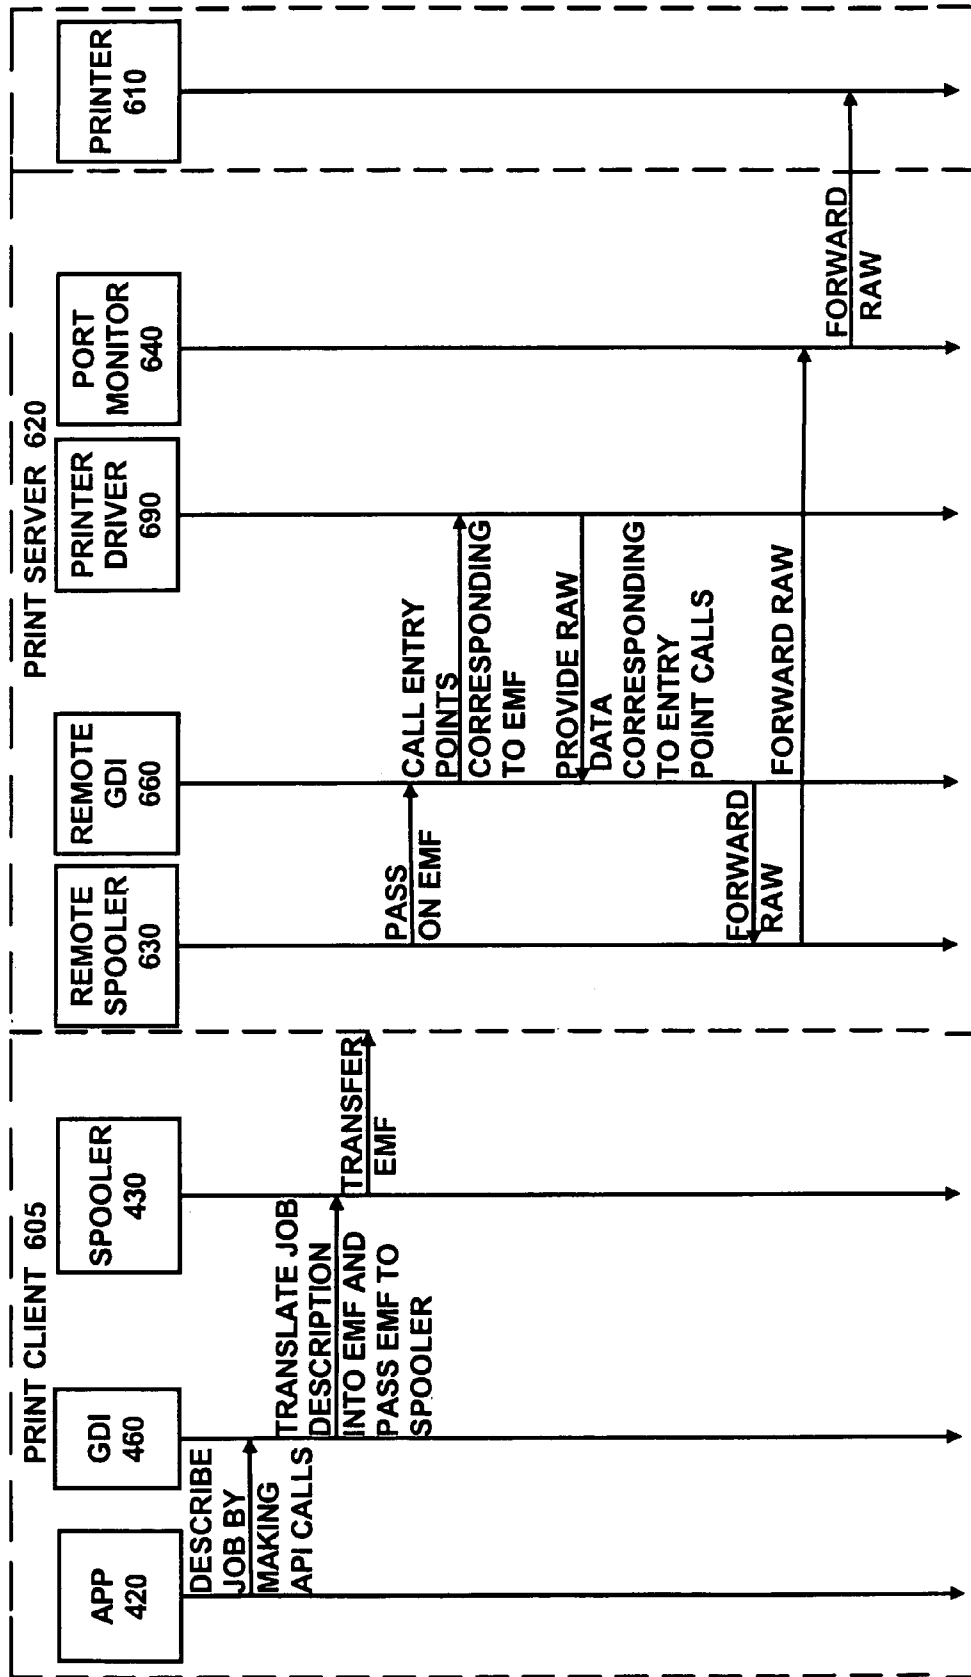 PRINT CLIENT 605
PRINT SERVER 620
APP
420
GDI
460
SPOOLER
430
REMOTE
SPOOLER
630
REMOTE
GDI
660
PRINTER
DRIVER
690
PORT
MONITOR
640
PRINTER
610
DESCRIBE
JOB BY
MAKING
API CALLS
TRANSLATE JOB
DESCRIPTION
INTO EMF AND
PASS EMF TO
SPOOLER
TRANSFER
EMF
PASS
ON EMF
CALL ENTRY
POINTS
CORRESPONDING
TO EMF
PROVIDE RAW
DATA
CORRESPONDING
TO ENTRY
POINT CALLS
FORWARD
RAW
FORWARD RAW
FORWARD
RAW